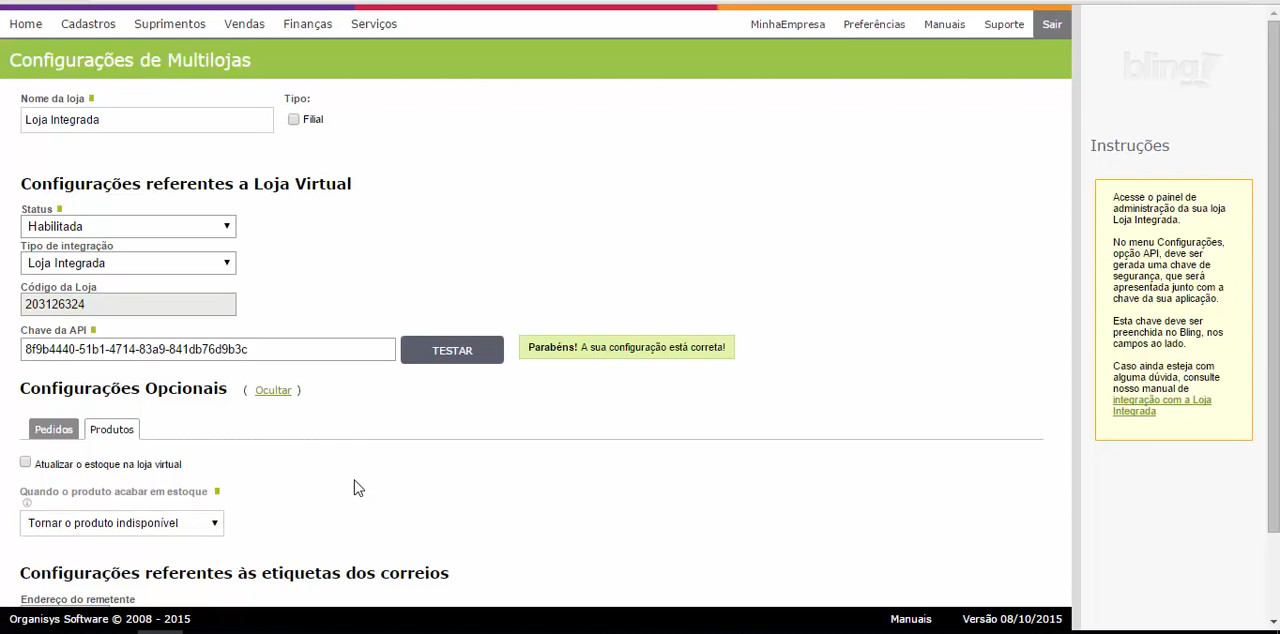 Home Cadastros Suprimentos Vendas Finanças Serviços MinhaEmpresa Preferências Manuais Suporte Sair
Configurações de Multilojas
Nome da loja Tipo:
Loja Integrada Filial
Configurações referentes a Loja Virtual
Status
Habilitada
Tipo de integração
Loja Integrada
Código da Loja
203126324
Chave da API
8f9b4440-51b1-4714-83a9-841db76d9b3c TESTAR Parabéns! A sua configuração está correta!
Configurações Opcionais ( Ocultar )
Pedidos Produtos
Atualizar o estoque na loja virtual
Quando o produto acabar em estoque
Tornar o produto indisponível
Configurações referentes às etiquetas dos correios
Endereço do remetente
Organisys Software © 2008 - 2015 Manuais Versão 08/10/2015
bling
Instruções
Acesse o painel de
administração da sua loja
Loja Integrada.
No menu Configurações,
opção API, deve ser
gerada uma chave de
segurança, que será
apresentada junto com a
chave da sua aplicação.
Esta chave deve ser
preenchida no Bling, nos
campos ao lado.
Caso ainda esteja com
alguma dúvida, consulte
nosso manual de
integração com a Loja
Integrada